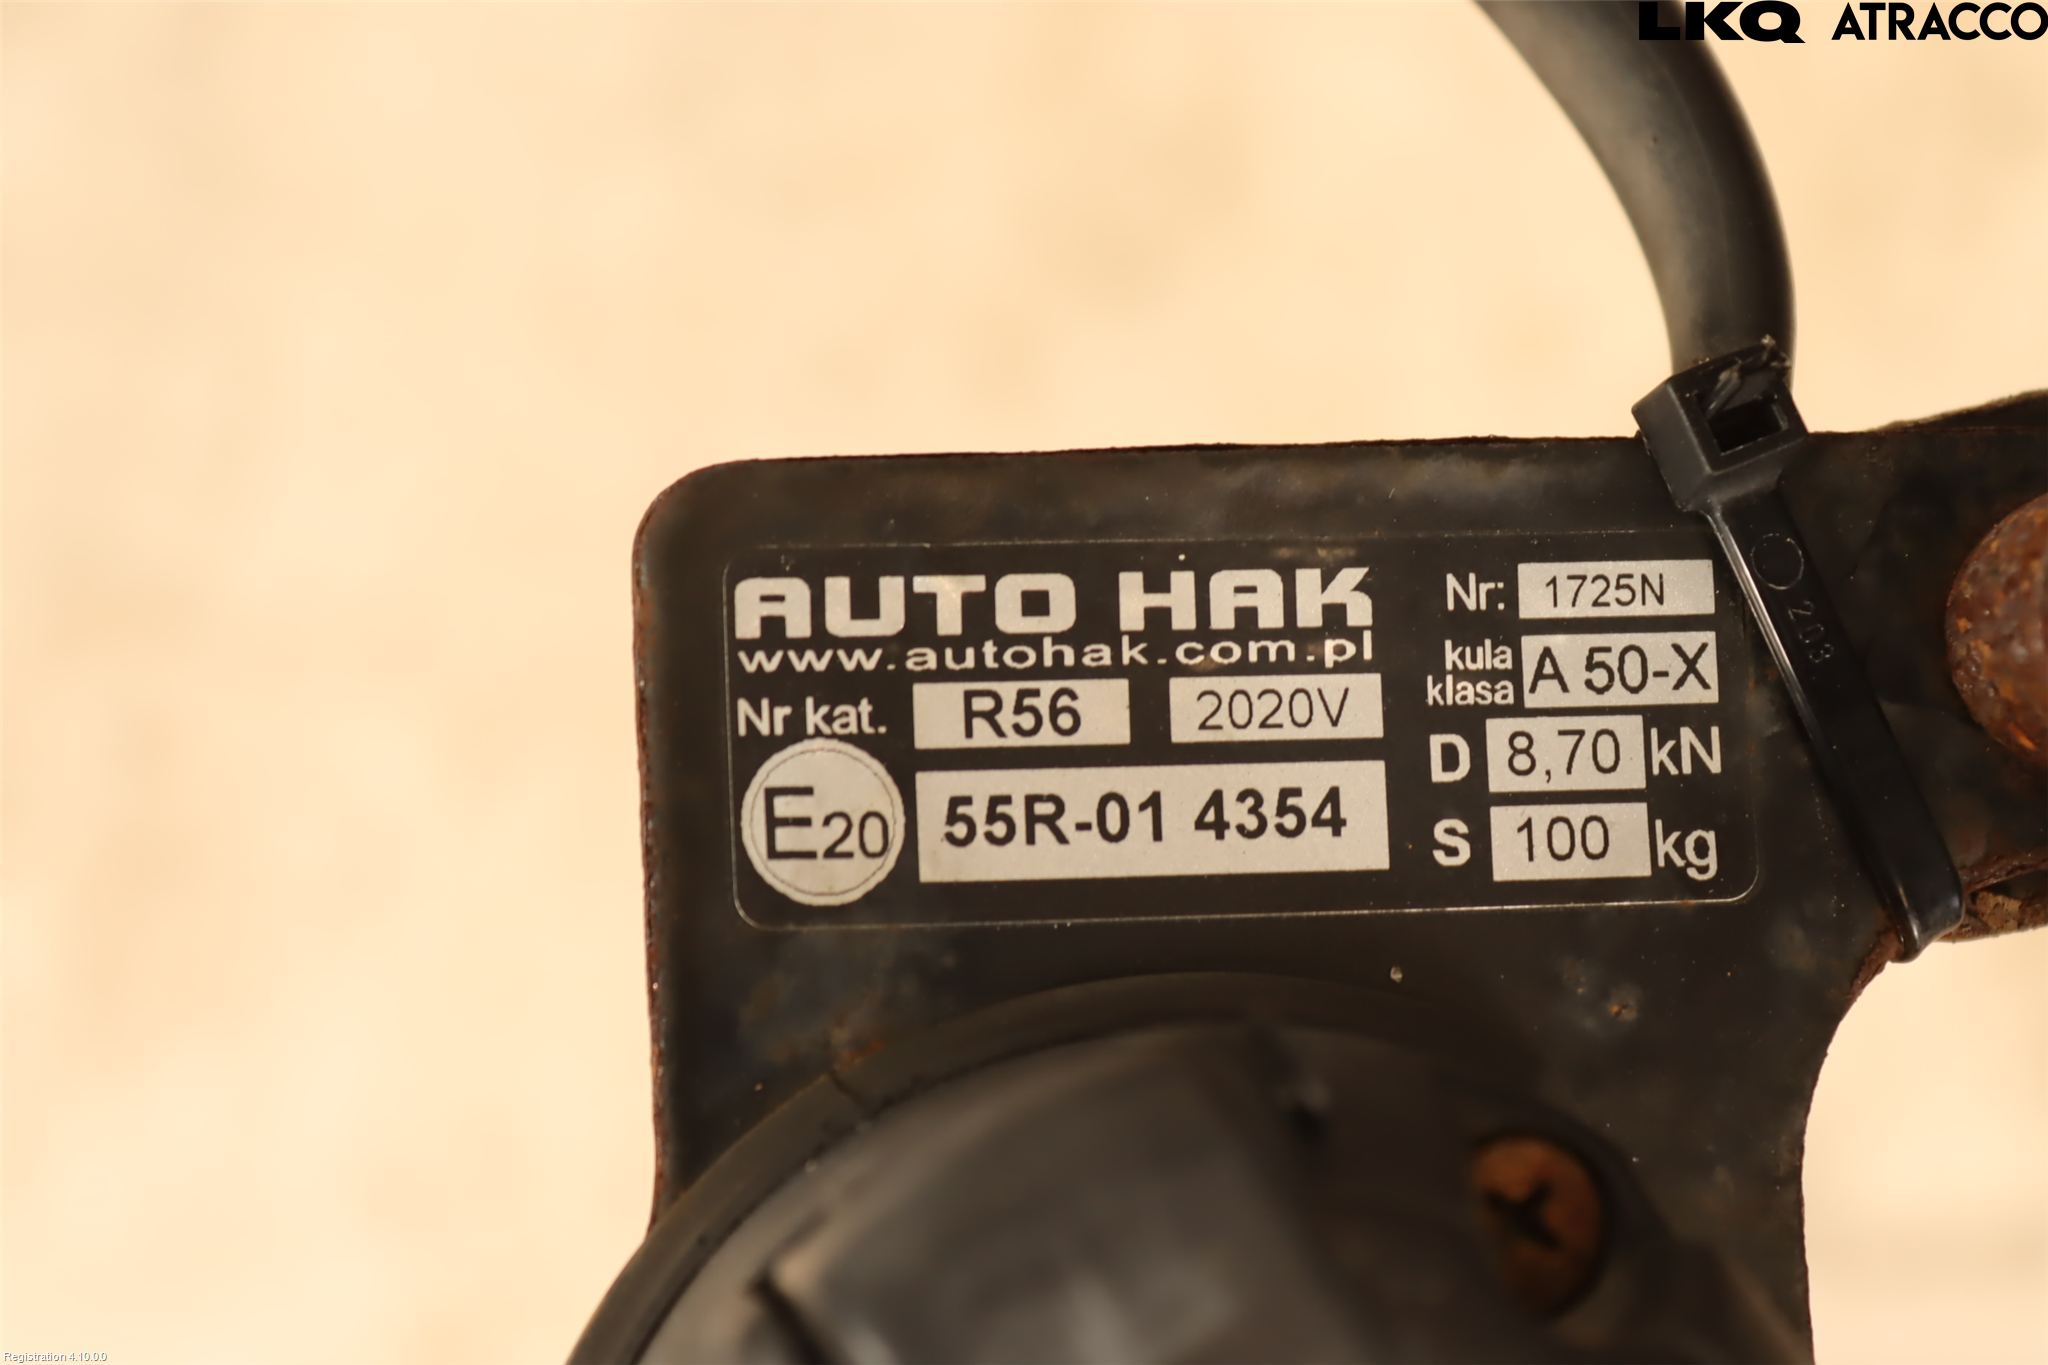 LKQ ATRACCO
AUTO HAK
www.autohak.com.pl
Nr kat. R56 2020V
E20 55R-01 4354
Nr: 1725N
kula klasa A 50-X
D 8,70 kN
S 100 kg
203
Registration 4.10.0.0